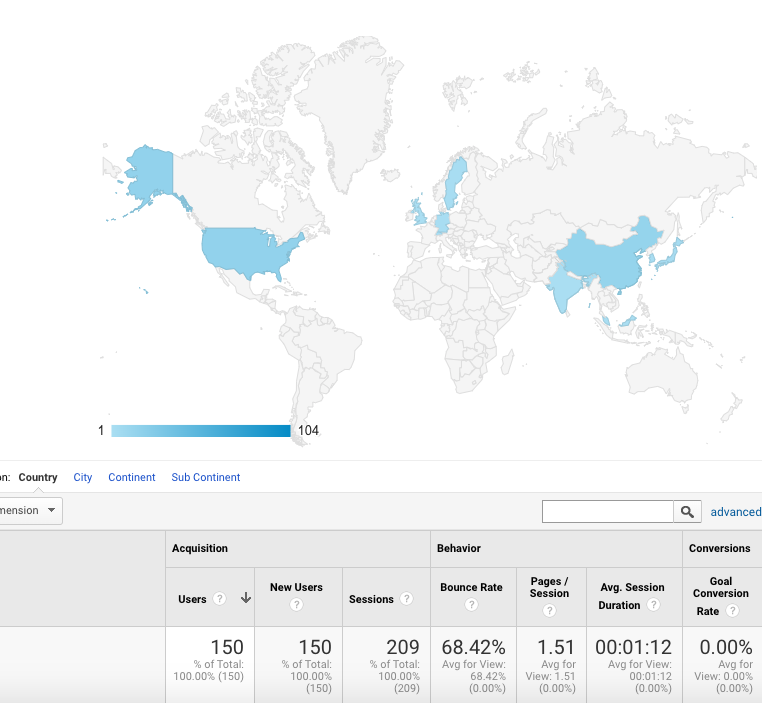 1 104
n: Country City Continent Sub Continent
mension
advanced
Acquisition Behavior Conversions
Users ? New Users ? Sessions ? Bounce Rate ? Pages / Session ? Avg. Session Duration ? Goal Conversion Rate ?
150 150 209 68.42% 1.51 00:01:12 0.00%
% of Total: 100.00% (150) % of Total: 100.00% (150) % of Total: 100.00% (209) Avg for View: 68.42% (0.00%) Avg for View: 1.51 (0.00%) Avg for View: 00:01:12 (0.00%) Avg for View: 0.00% (0.00%)